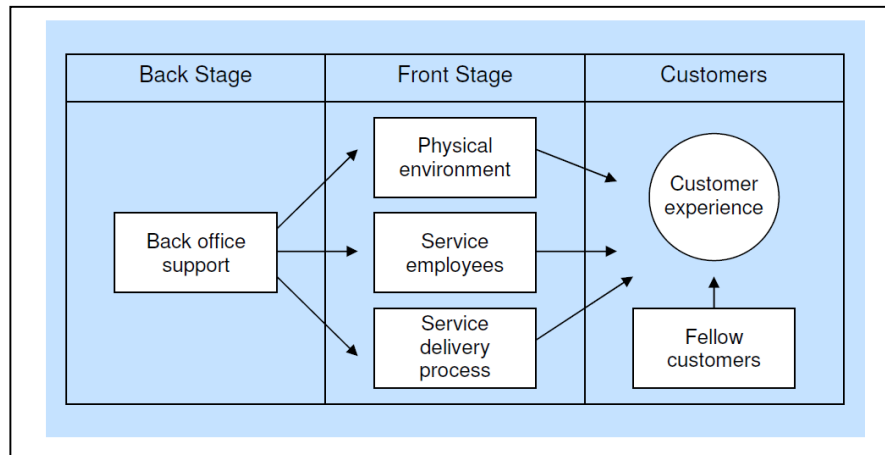 Back Stage
Front Stage
Customers
Back office
support
Physical
environment
Service
employees
Service
delivery
process
Customer
experience
Fellow
customers